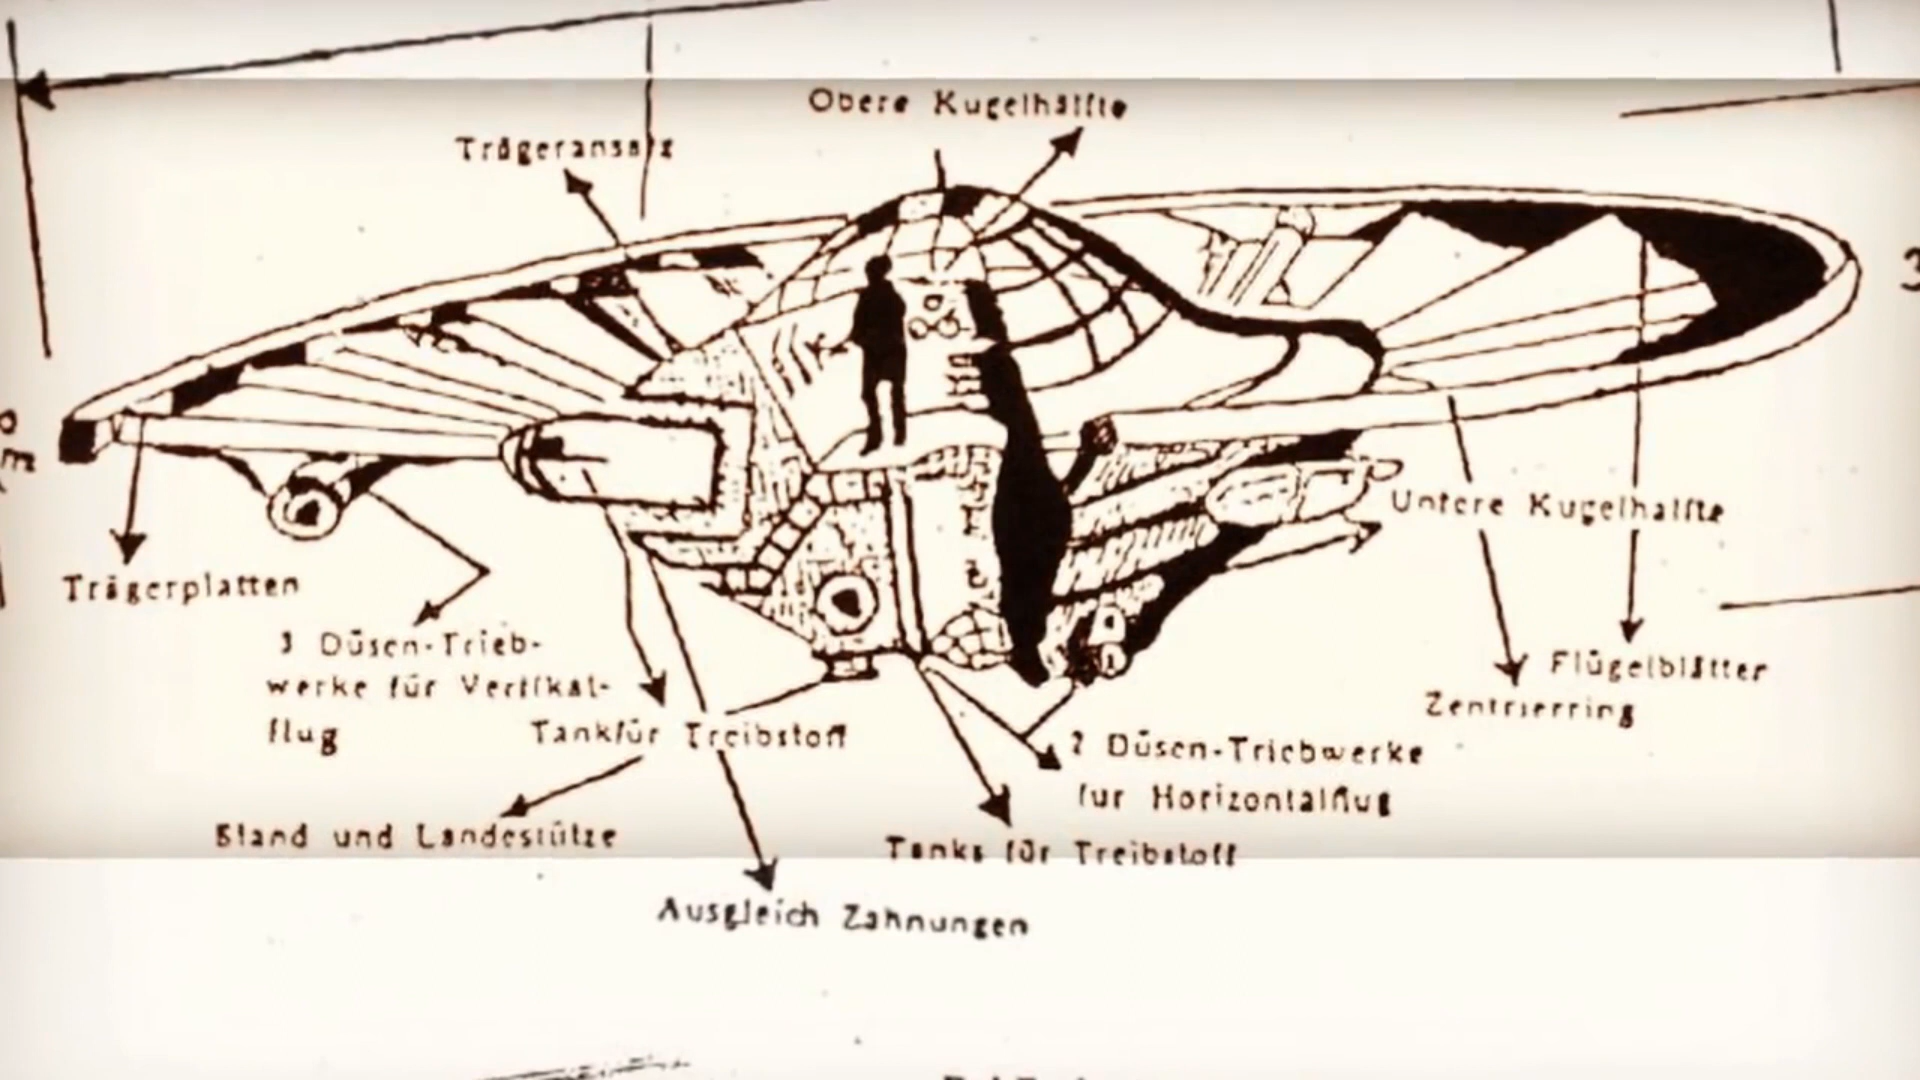 Obere Kugelhälfte
Trägeransatz
Untere Kugelhälfte
Trägerplatten
3 Düsen-Trieb-
werke für Vertikal-
flug
Flügelblätter
Zentrierring
Tank für Treibstoff
2 Düsen-Triebwerke
fur Horizontalflug
Stand und Landestütze
Tanks für Treibstoff
Ausgleich Zahnungen